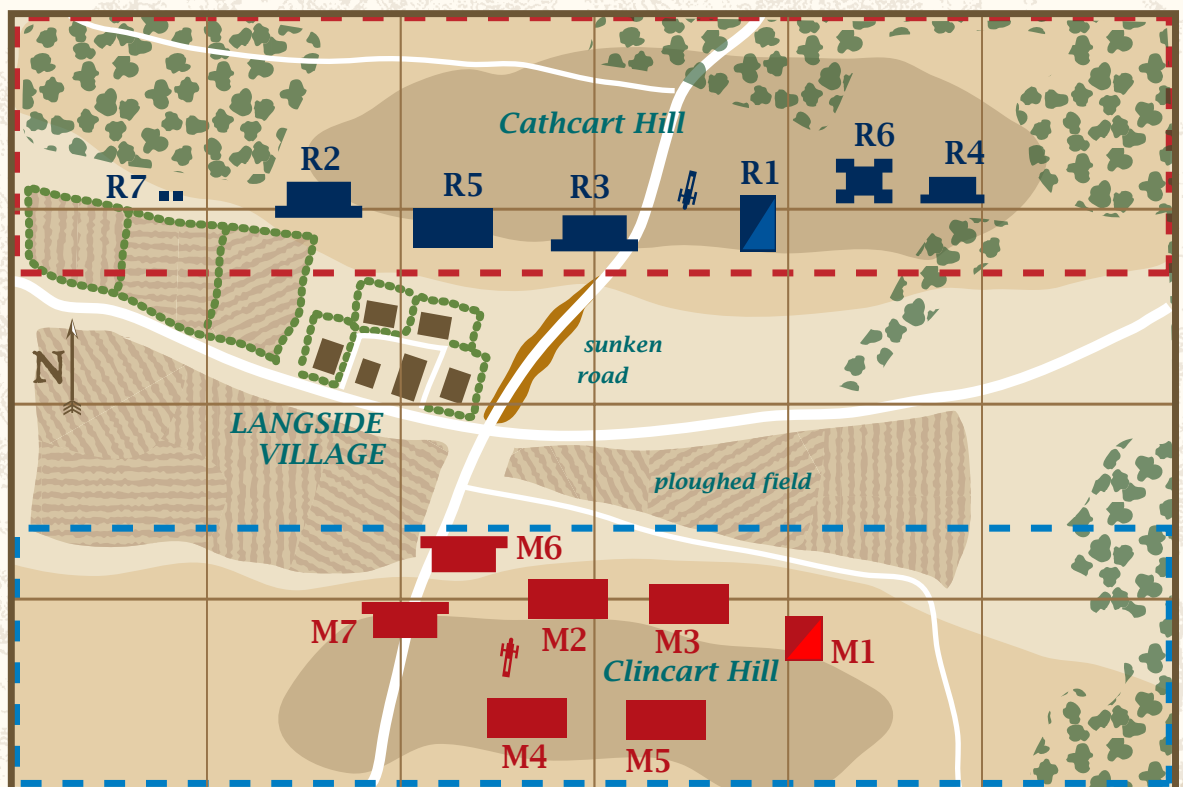 Cathcart Hill
R6
R4
R2
R1
R7
R5
R3
sunken
road
N
LANGSIDE
VILLAGE
ploughed field
M6
M7
M2
M3
M1
Clincart Hill
M4
M5